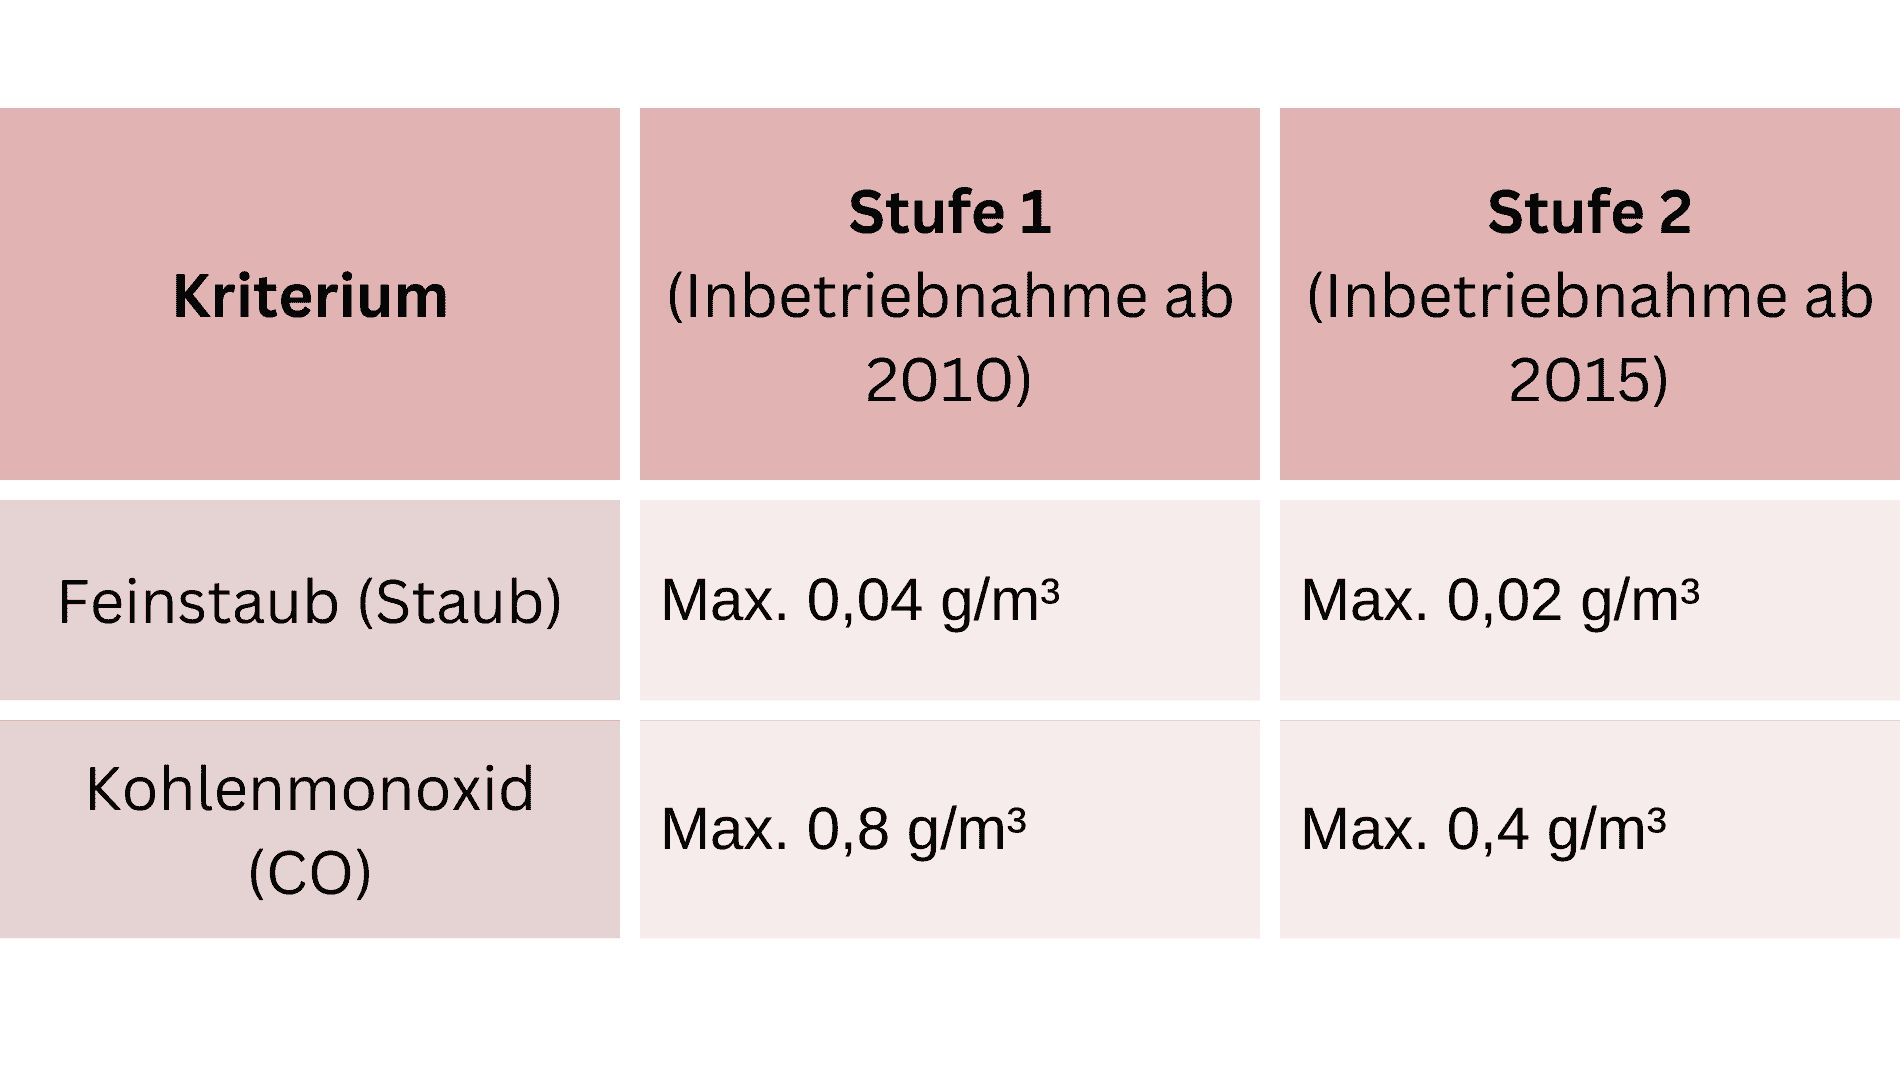 Kriterium
Stufe 1
(Inbetriebnahme ab
2010)
Stufe 2
(Inbetriebnahme ab
2015)
Feinstaub (Staub)
Max. 0,04 g/m³
Max. 0,02 g/m³
Kohlenmonoxid
(CO)
Max. 0,8 g/m³
Max. 0,4 g/m³